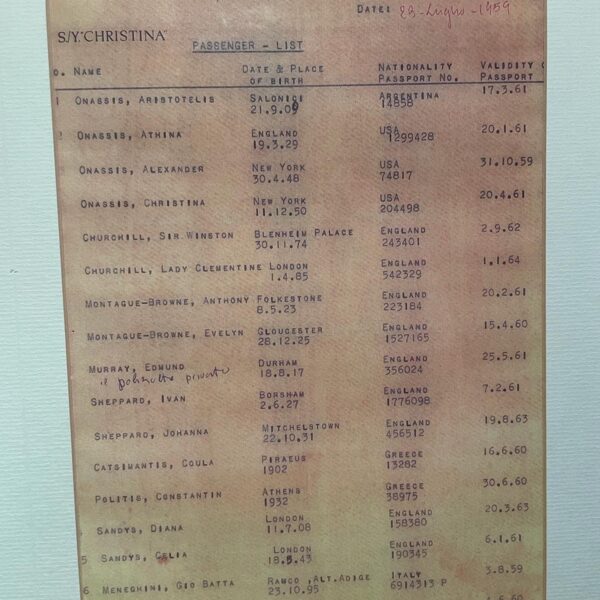 DATE: 23-Luglio-1959
S/Y."CHRISTINA"
PASSENGER - LIST
O. NAME DATE & PLACE OF BIRTH NATIONALITY PASSPORT NO. VALIDITY O PASSPORT
1 ONASSIS, ARISTOTELIS SALONICI ARGENTINA 17.3.61
21.9.09 14858
2 ONASSIS, ATHINA ENGLAND USA 20.1.61
19.3.29 1299428
ONASSIS, ALEXANDER NEW YORK USA 31.10.59
30.4.48 74817
ONASSIS, CHRISTINA NEW YORK USA 20.4.61
11.12.50 204498
CHURCHILL, SIR WINSTON BLENHEIM PALACE ENGLAND 2.9.62
30.11.74 243401
CHURCHILL, LADY CLEMENTINE LONDON ENGLAND 1.1.64
1.4.85 542329
MONTAGUE-BROWNE, ANTHONY FOLKESTONE ENGLAND 20.2.61
8.5.23 223184
MONTAGUE-BROWNE, EVELYN GLOUCESTER ENGLAND 15.4.60
28.12.25 1527165
MURRAY, EDMUND DURHAM ENGLAND 25.5.61
il poliziotto privato 18.8.17 356024
SHEPPARD, IVAN BORSHAM ENGLAND 7.2.61
2.6.27 1776098
SHEPPARD, JOHANNA MITCHELSTOWN ENGLAND 19.8.63
22.10.31 456512
CATSIMANTIS, COULA PIRAEUS GREECE 16.6.60
1902 13282
POLITIS, CONSTANTIN ATHENS GREECE 30.6.60
1932 38975
SANDYS, DIANA LONDON ENGLAND 20.3.63
11.7.08 158380
5 SANDYS, CELIA LONDON ENGLAND 6.1.61
18.5.43 190345
6 MENEGHINI, GIO BATTA RAMCO ,ALT.ADIGE ITALY 3.8.59
23.10.95 6914313 P